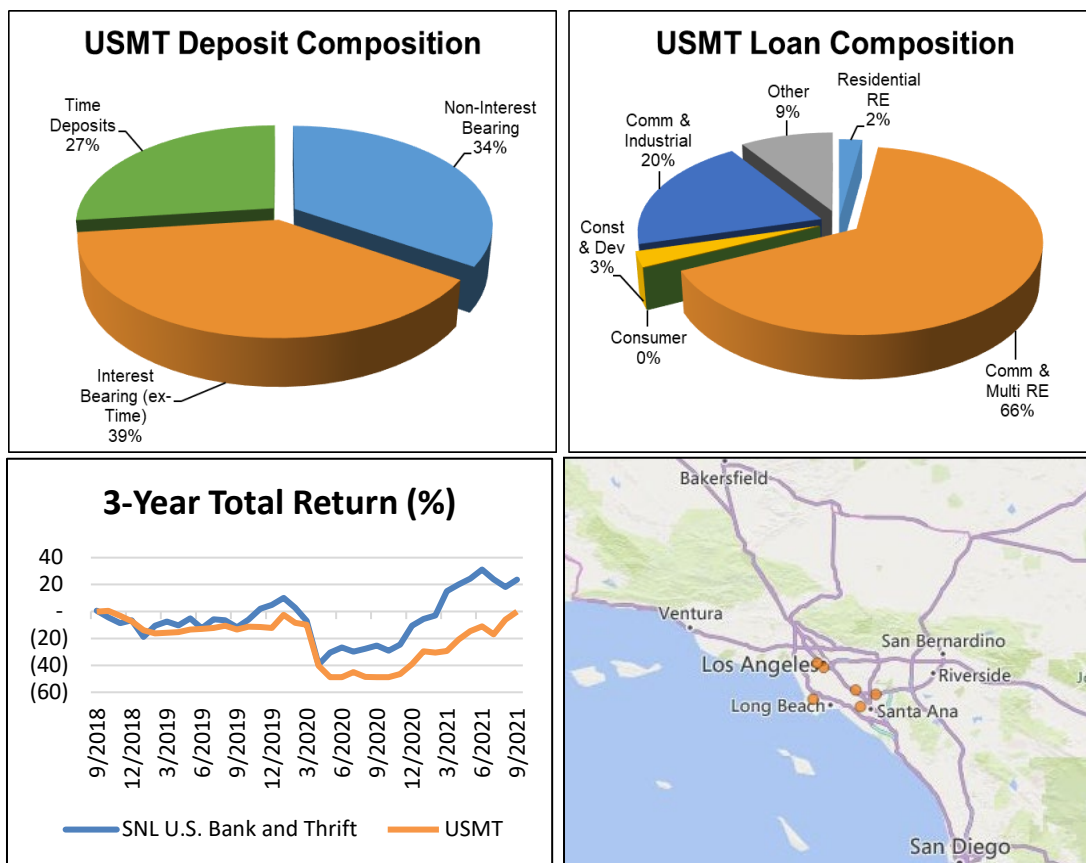 USMT Deposit Composition
Time
Deposits
27%
Non-Interest
Bearing
34%
Interest
Bearing (ex-
Time)
39%
USMT Loan Composition
Other
9%
Residential
RE
2%
Comm &
Industrial
20%
Const
& Dev
3%
Consumer
0%
Comm &
Multi RE
66%
3-Year Total Return (%)
40
20
-
(20)
(40)
(60)
9/2018
12/2018
3/2019
6/2019
9/2019
12/2019
3/2020
6/2020
9/2020
12/2020
3/2021
6/2021
9/2021
SNL U.S. Bank and Thrift
USMT
Bakersfield
Ventura
San Bernardino
Los Angeles
Riverside
Jo
Long Beach
Santa Ana
San Diego